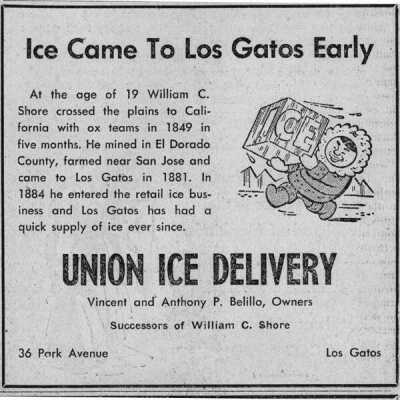 Ice Came To Los Gatos Early
At the age of 19 William C.
Shore crossed the plains to Cali-
fornia with ox teams in 1849 in
five months. He mined in El Dorado
County, farmed near San Jose and
came to Los Gatos in 1881. In
1884 he entered the retail ice bus-
iness and Los Gatos has had a
quick supply of ice ever since.
ICE
UNION ICE DELIVERY
Vincent and Anthony P. Belillo, Owners
Successors of William C. Shore
36 Park Avenue Los Gatos